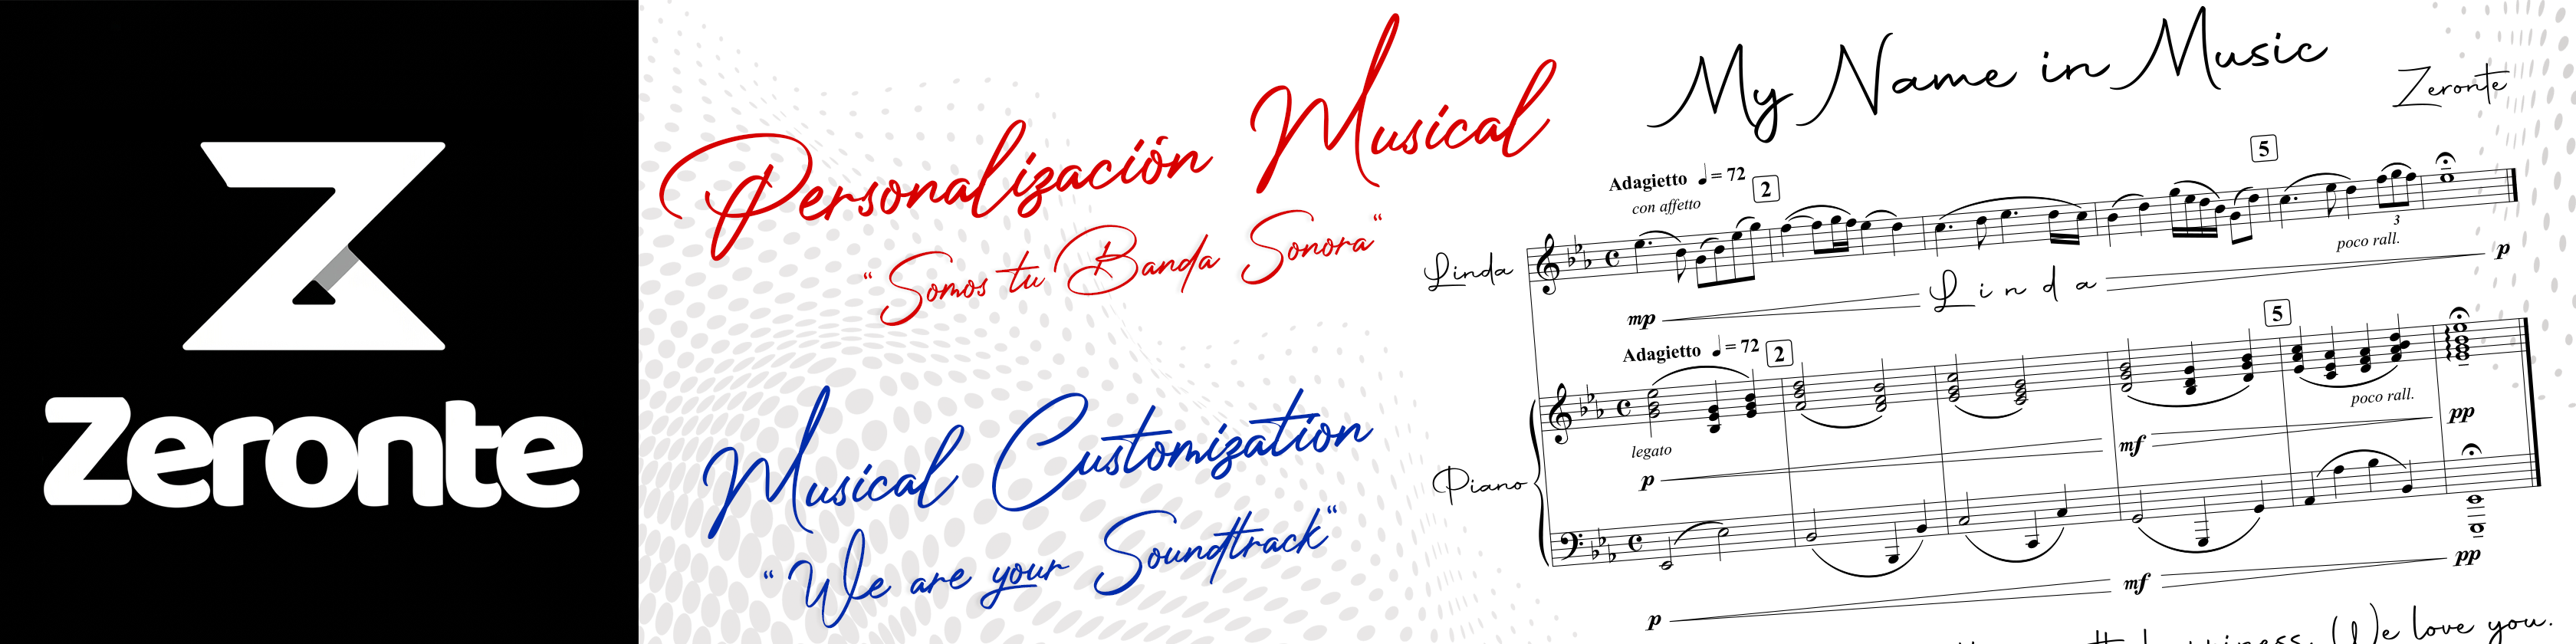 Zeronte
Personalización Musical
“Somos tu Banda Sonora“
Musical Customization
“We are your Soundtrack“
My Name in Music
Zeronte
Adagietto ♩= 72
con affetto
2
5
Linda
3
poco rall.
mp
L i n d a
p
Adagietto ♩= 72
2
5
legato
poco rall.
Piano
p
mf
pp
p
mf
pp
We love you.